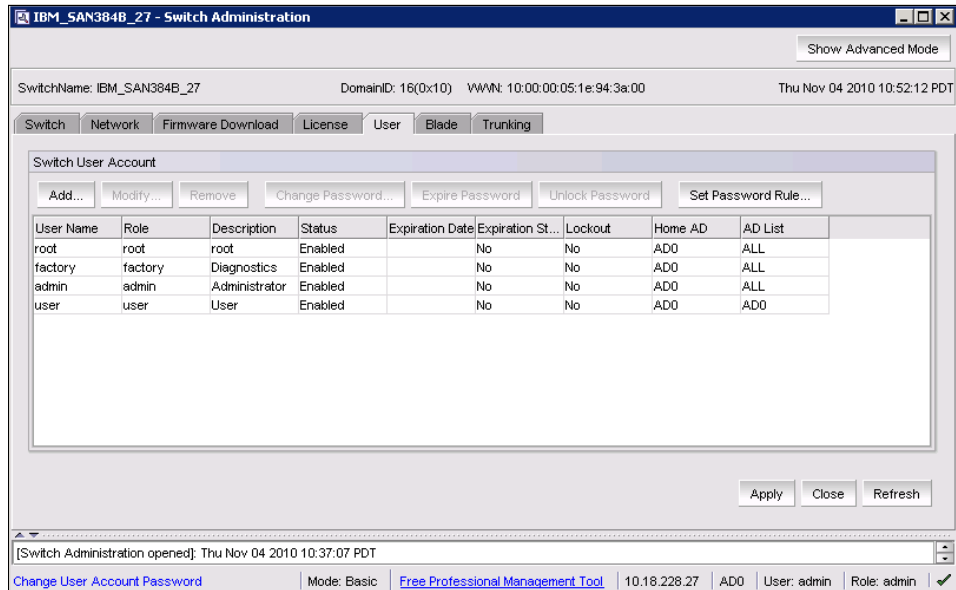 IBM_SAN384B_27 - Switch Administration
Show Advanced Mode
SwitchName: IBM_SAN384B_27 DomainID: 16(0x10) WWN: 10:00:00:05:1e:94:3a:00 Thu Nov 04 2010 10:52:12 PDT
Switch Network Firmware Download License User Blade Trunking
Switch User Account
Add... Modify... Remove Change Password... Expire Password Unlock Password Set Password Rule...
User Name Role Description Status Expiration Date Expiration St... Lockout Home AD AD List
root root root Enabled No No AD0 ALL
factory factory Diagnostics Enabled No No AD0 ALL
admin admin Administrator Enabled No No AD0 ALL
user user User Enabled No No AD0 AD0
Apply Close Refresh
[Switch Administration opened]: Thu Nov 04 2010 10:37:07 PDT
Change User Account Password Mode: Basic Free Professional Management Tool 10.18.228.27 AD0 User: admin Role: admin